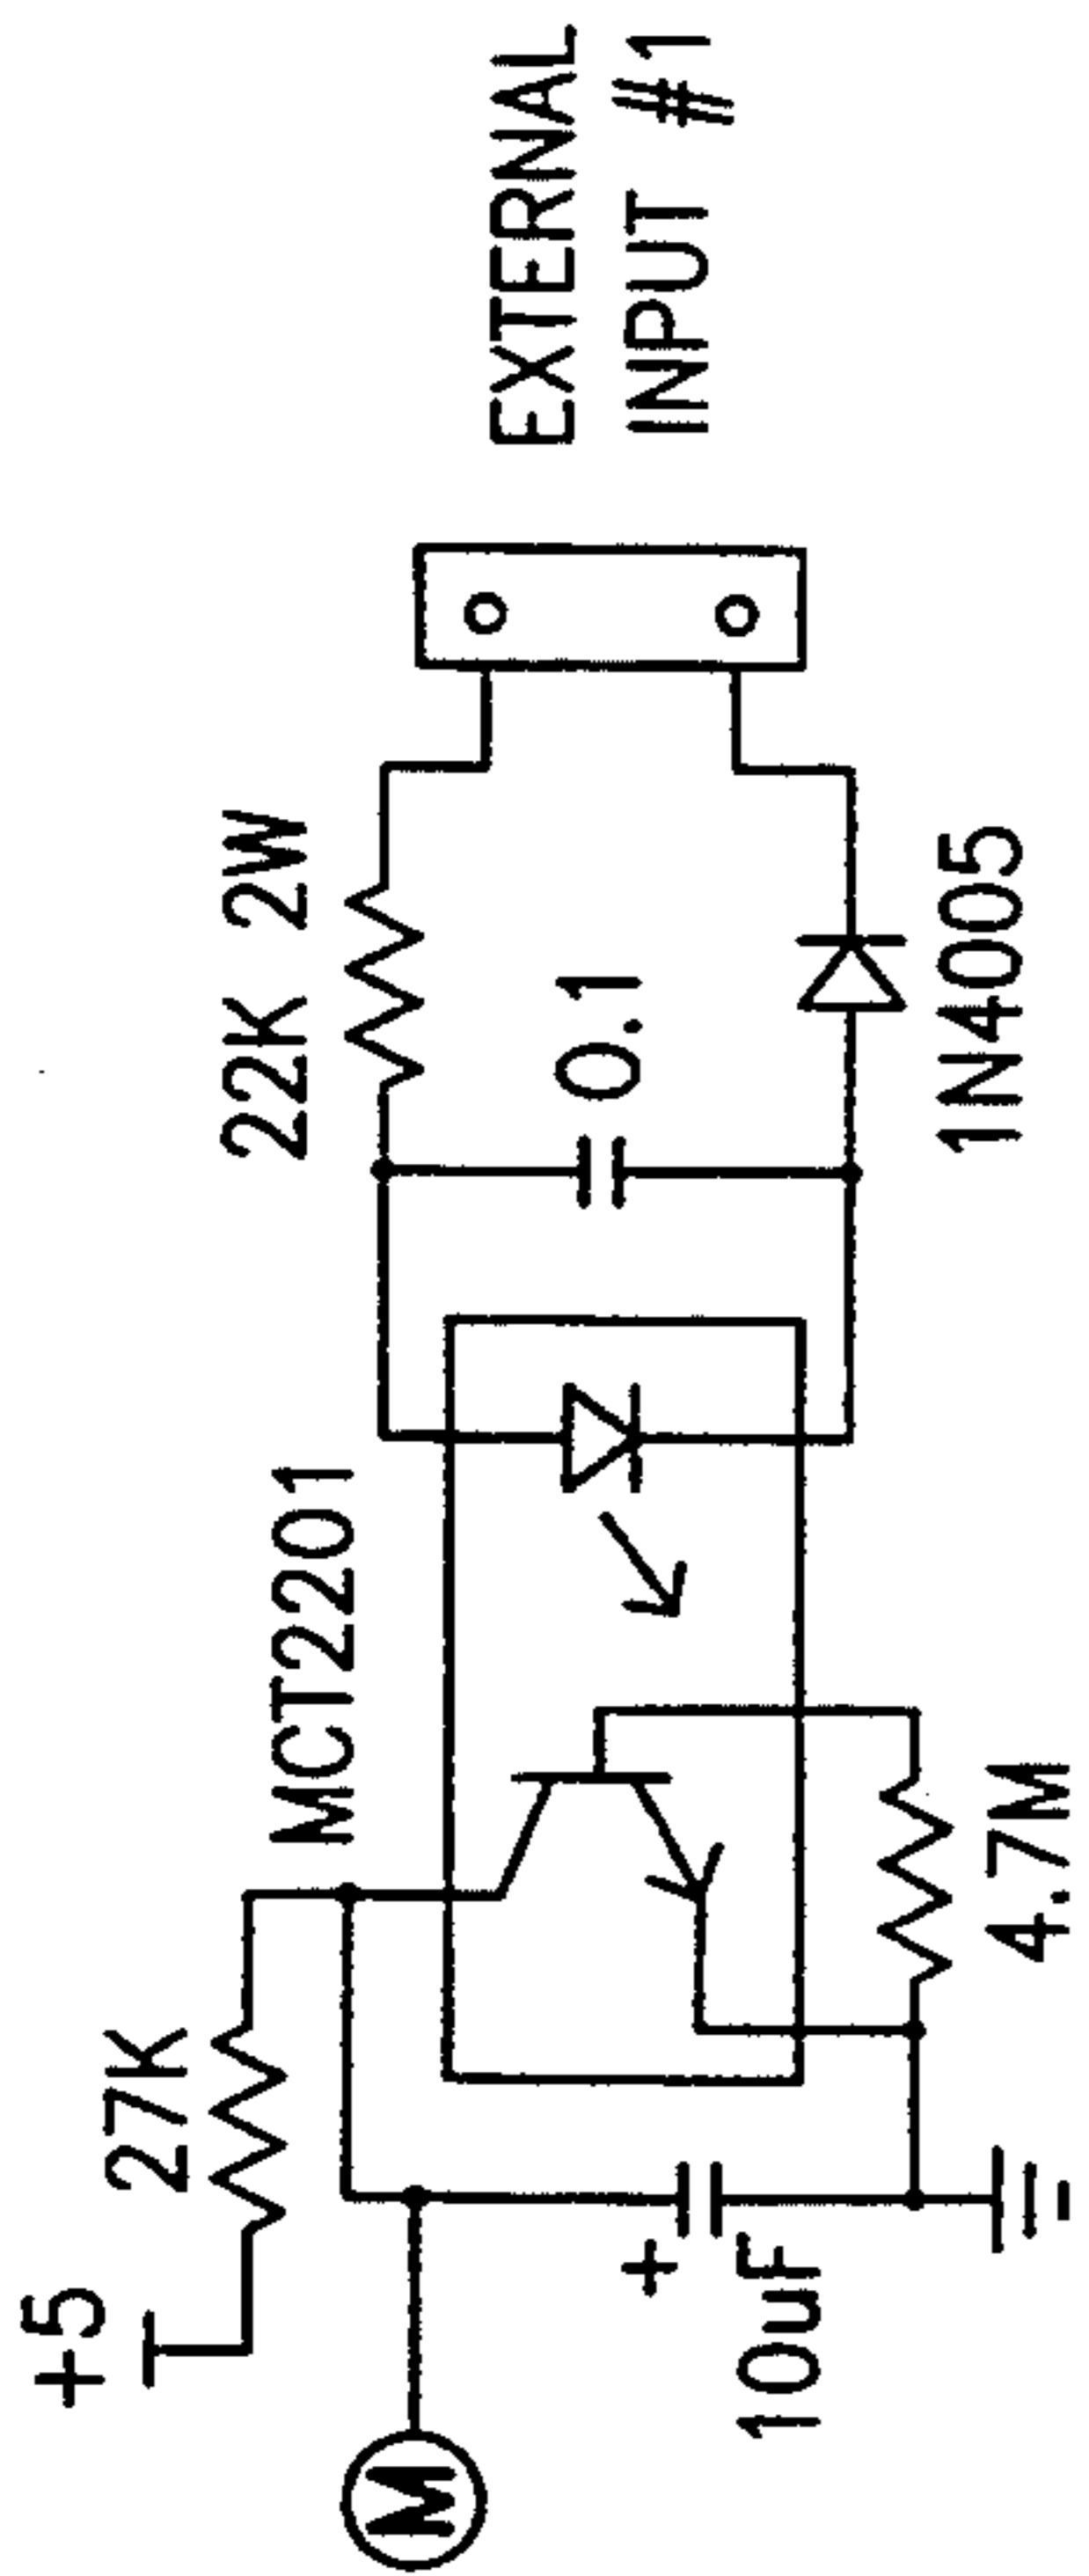 +5
27K
MCT2201
22K 2W
EXTERNAL
INPUT #1
M
+
10uF
4.7M
0.1
1N4005